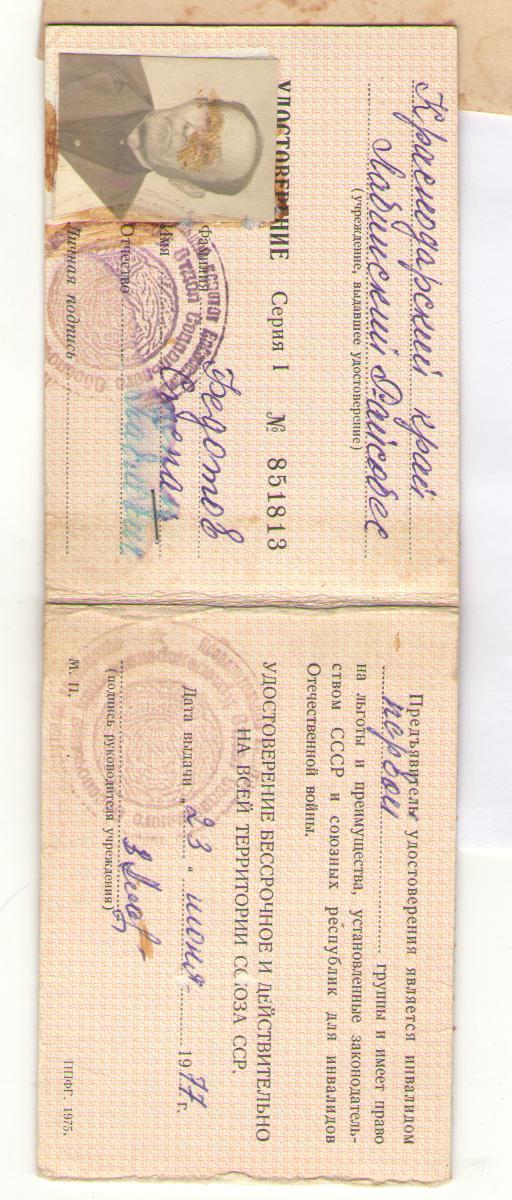 Краснодарский край
Лабинский Райсобес
(учреждение, выдавшее удостоверение)
УДОСТОВЕРЕНИЕ Серия I № 851813
Фамилия Федотов
Имя
Отчество
Личная подпись
Предъявитель удостоверения является инвалидом
первой группы и имеет право
на льготы и преимущества, установленные законодатель-
ством СССР и союзных республик для инвалидов
Отечественной войны.
УДОСТОВЕРЕНИЕ БЕССРОЧНОЕ И ДЕЙСТВИТЕЛЬНО
НА ВСЕЙ ТЕРРИТОРИИ СОЮЗА ССР.
Дата выдачи „23“ июня 1977 г.
(подпись руководителя учреждения)
М. П.
1975.